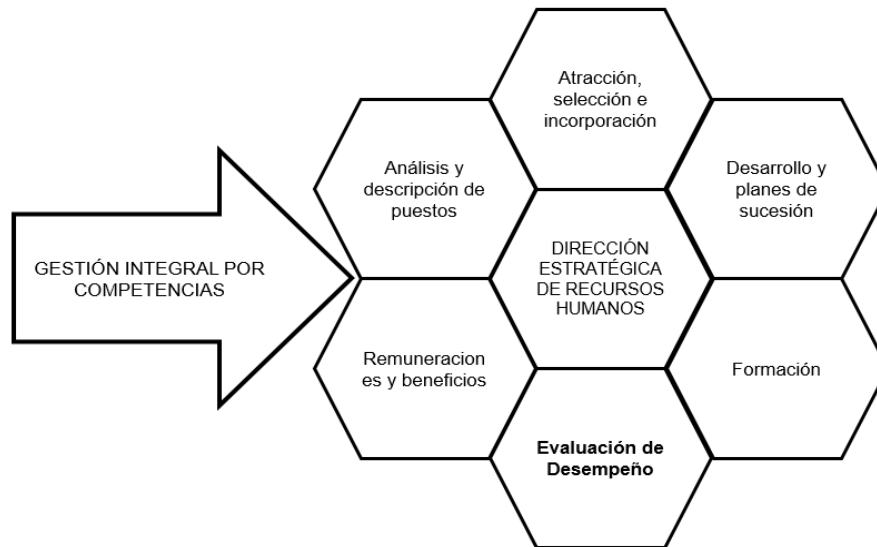 Atracción,
selección e
incorporación
Análisis y
descripción de
puestos
Desarrollo y
planes de
sucesión
GESTIÓN INTEGRAL POR
COMPETENCIAS
DIRECCIÓN
ESTRATÉGICA
DE RECURSOS
HUMANOS
Remuneracion
es y beneficios
Formación
Evaluación de
Desempeño